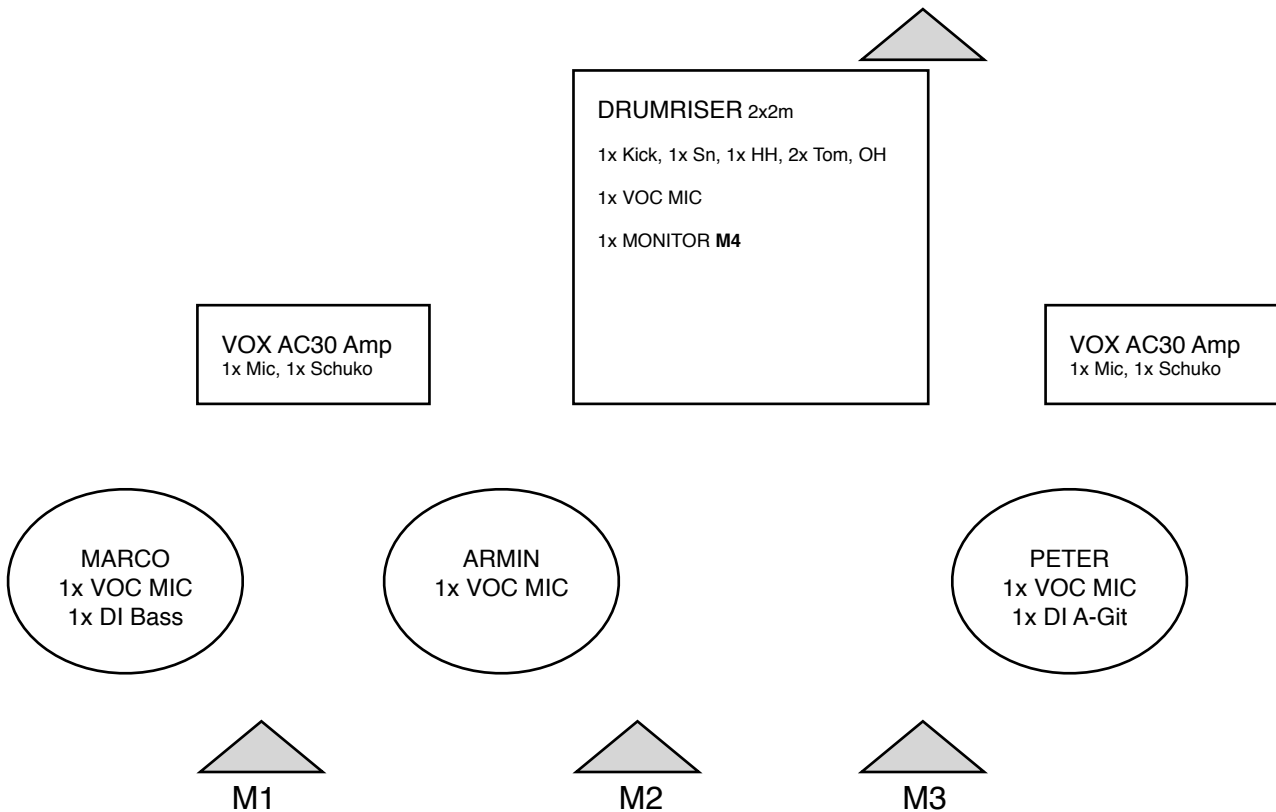 DRUMRISER 2x2m
1x Kick, 1x Sn, 1x HH, 2x Tom, OH
1x VOC MIC
1x MONITOR M4
VOX AC30 Amp
1x Mic, 1x Schuko
VOX AC30 Amp
1x Mic, 1x Schuko
MARCO
1x VOC MIC
1x DI Bass
ARMIN
1x VOC MIC
PETER
1x VOC MIC
1x DI A-Git
M1
M2
M3